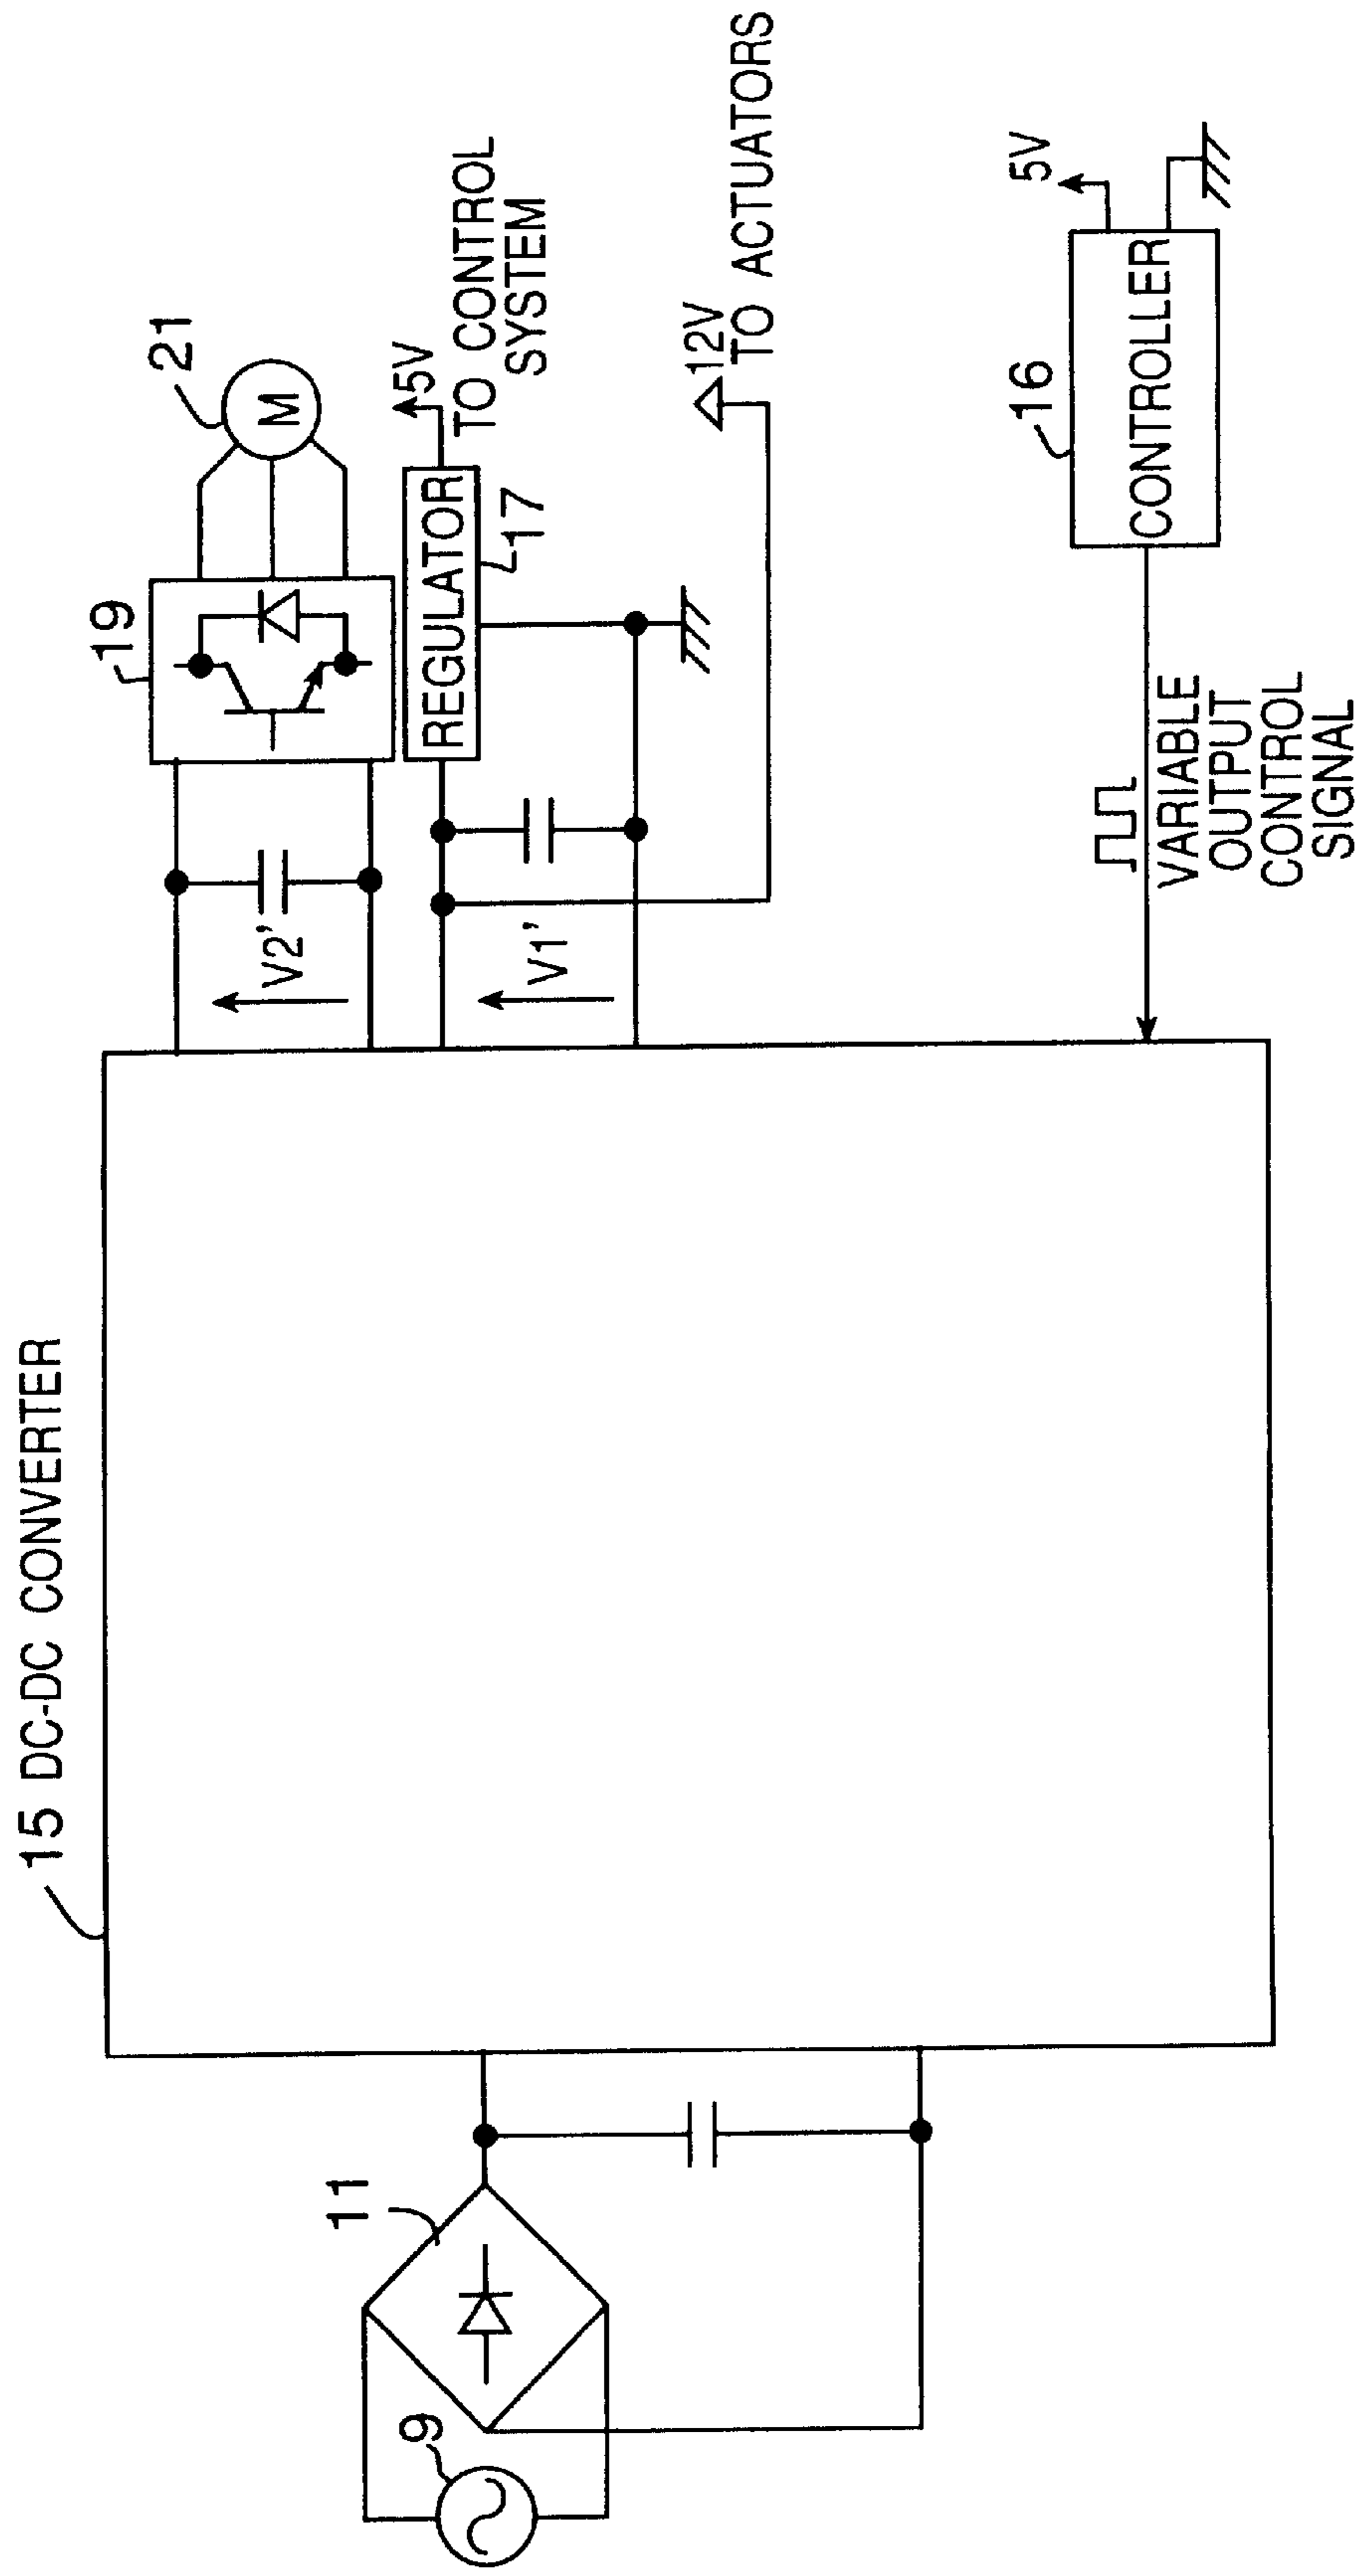 15 DC-DC CONVERTER
9
11
V2'
V1'
19
21
M
REGULATOR
17
5V
TO CONTROL
SYSTEM
12V
TO ACTUATORS
16
CONTROLLER
5V
VARIABLE
OUTPUT
CONTROL
SIGNAL